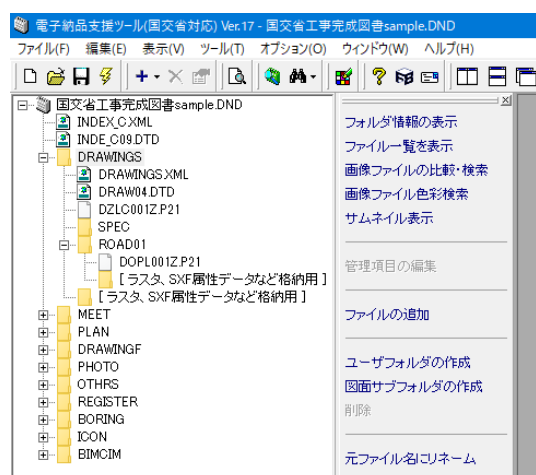 電子納品支援ツール(国交省対応) Ver.17 - 国交省工事完成図書sample.DND
ファイル(F) 編集(E) 表示(V) ツール(T) オプション(O) ウィンドウ(W) ヘルプ(H)
国交省工事完成図書sample.DND
INDEX_C.XML
INDE_C09.DTD
DRAWINGS
DRAWINGS.XML
DRAW04.DTD
DZLC001Z.P21
SPEC
ROAD01
DOPL001Z.P21
[ ラスタ、SXF属性データなど格納用 ]
[ ラスタ、SXF属性データなど格納用 ]
MEET
PLAN
DRAWINGF
PHOTO
OTHRS
REGISTER
BORING
ICON
BIMCIM
フォルダ情報の表示
ファイル一覧を表示
画像ファイルの比較・検索
画像ファイル色彩検索
サムネイル表示
管理項目の編集
ファイルの追加
ユーザフォルダの作成
図面サブフォルダの作成
削除
元ファイル名にリネーム